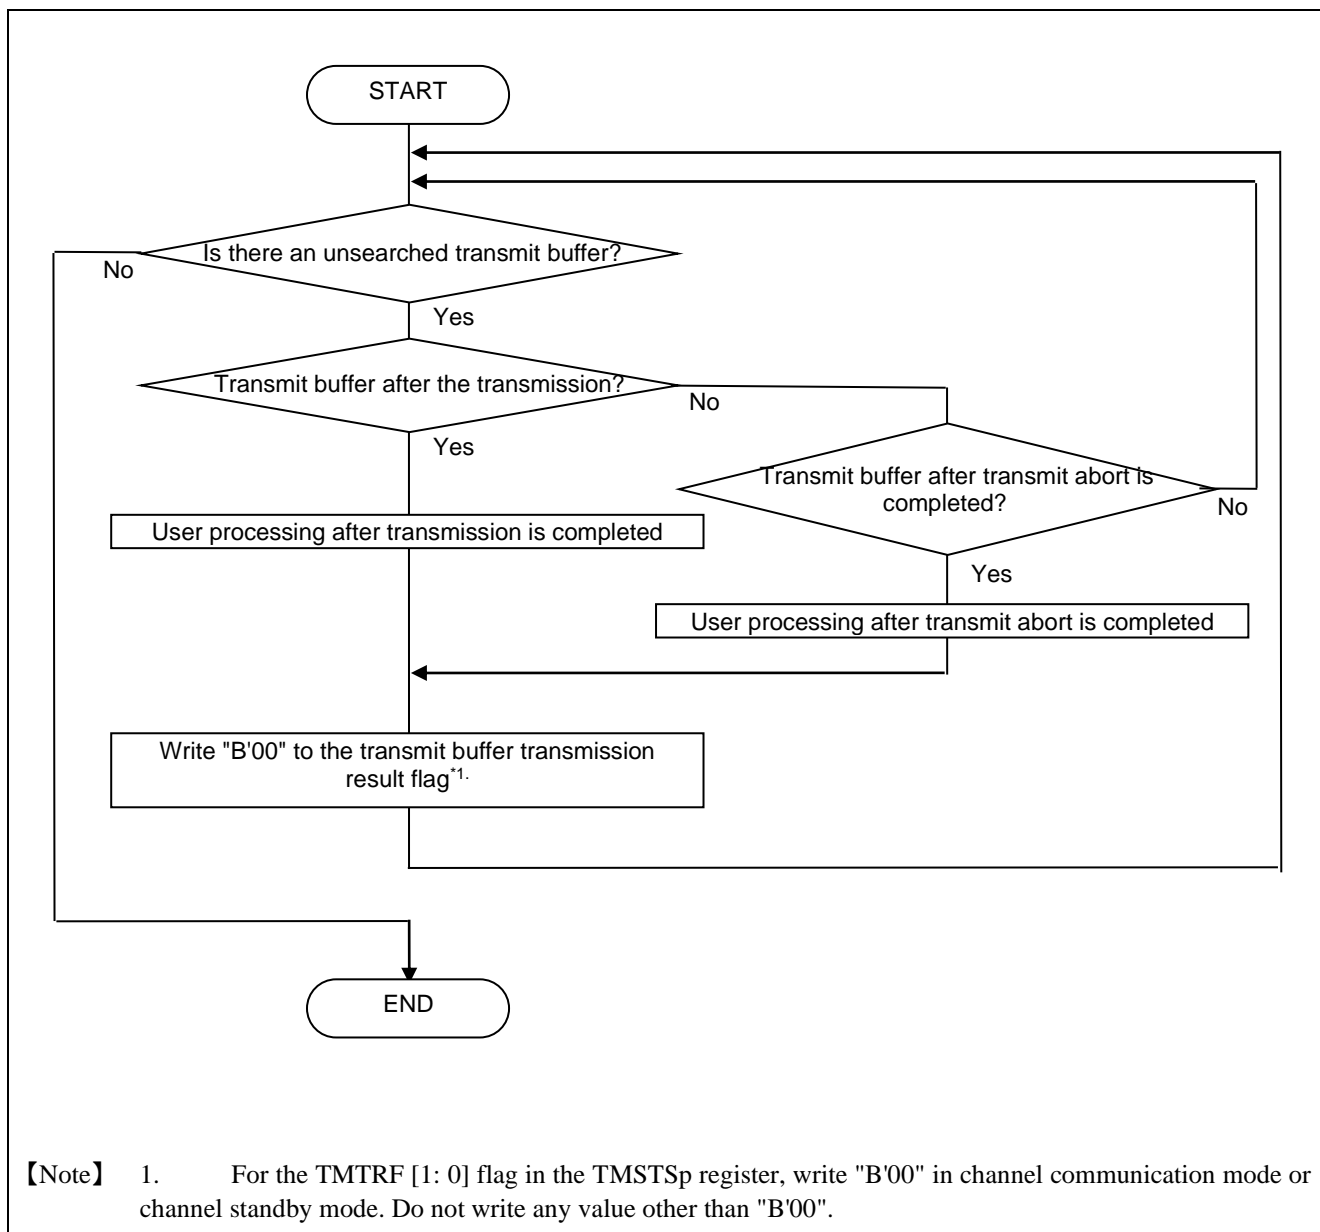 START
Is there an unsearched transmit buffer?
No
Yes
Transmit buffer after the transmission?
No
Yes
Transmit buffer after transmit abort is
completed?
No
User processing after transmission is completed
Yes
User processing after transmit abort is completed
Write "B'00" to the transmit buffer transmission
result flag*1.
END
【Note】 1. For the TMTRF [1: 0] flag in the TMSTSp register, write "B'00" in channel communication mode or
channel standby mode. Do not write any value other than "B'00".